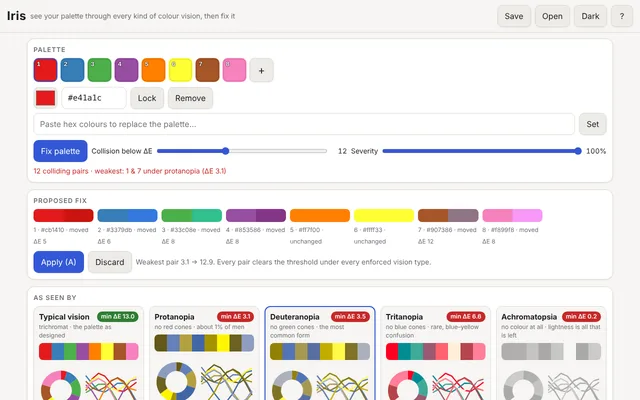 Iris see your palette through every kind of colour vision, then fix it Save Open Dark ?
PALETTE
1 2 3 4 5 6 7 8 +
#e41a1c Lock Remove
Paste hex colours to replace the palette... Set
Fix palette Collision below ΔE 12 Severity 100%
12 colliding pairs · weakest: 1 & 7 under protanopia (ΔE 3.1)
PROPOSED FIX
1 · #cb1410 · moved 2 · #3379db · moved 3 · #33c08e · moved 4 · #853586 · moved 5 · #ff7f00 · 6 · #ffff33 · 7 · #907386 · moved 8 · #f899f8 · moved
ΔE 5 ΔE 6 ΔE 8 ΔE 8 unchanged unchanged ΔE 12 ΔE 8
Apply (A) Discard Weakest pair 3.1 → 12.9. Every pair clears the threshold under every enforced vision type.
AS SEEN BY
Typical vision min ΔE 13.0 Protanopia min ΔE 3.1 Deuteranopia min ΔE 3.5 Tritanopia min ΔE 6.8 Achromatopsia min ΔE 0.2
trichromat · the palette as no red cones · about 1% of men no green cones · the most no blue cones · rare, blue–yellow no colour at all · lightness is all that
designed common form confusion is left